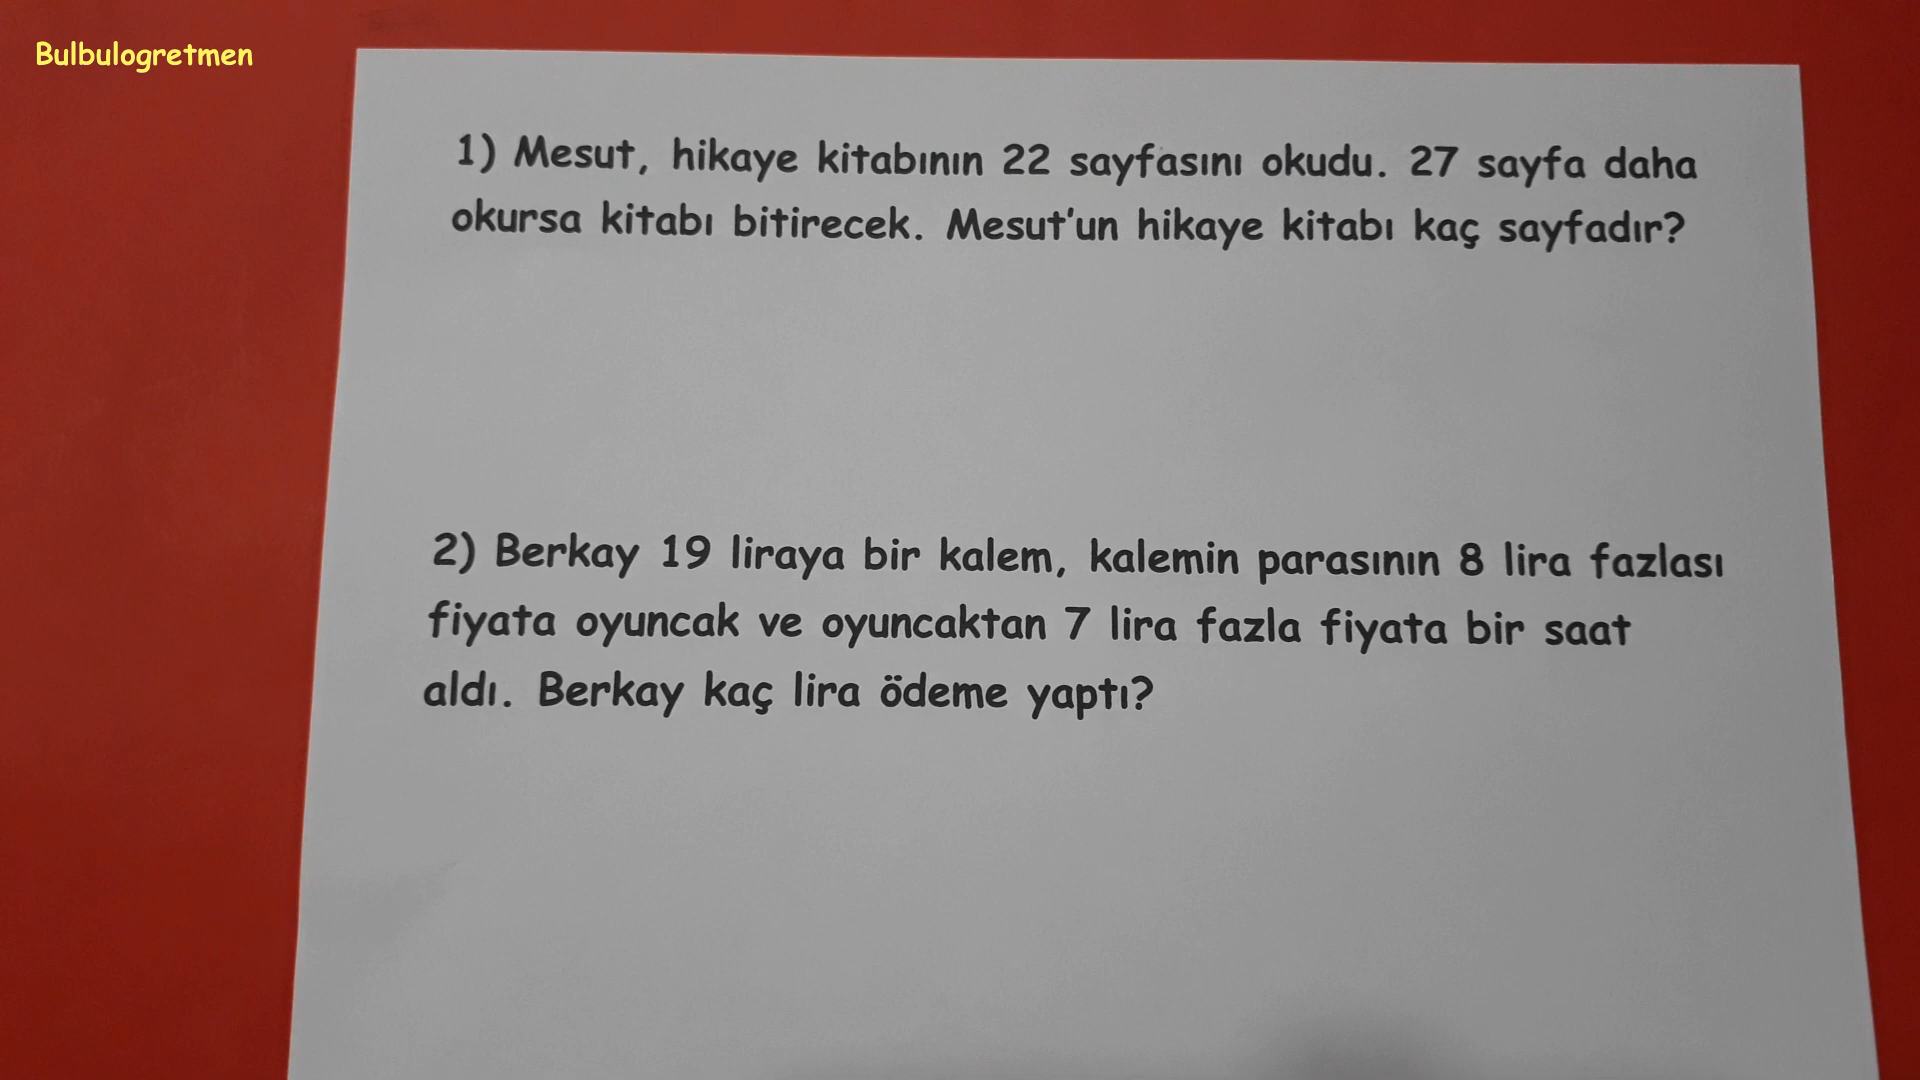 Bulbulogretmen
1) Mesut, hikaye kitabının 22 sayfasını okudu. 27 sayfa daha
okursa kitabı bitirecek. Mesut'un hikaye kitabı kaç sayfadır?
2) Berkay 19 liraya bir kalem, kalemin parasının 8 lira fazlası
fiyata oyuncak ve oyuncaktan 7 lira fazla fiyata bir saat
aldı. Berkay kaç lira ödeme yaptı?